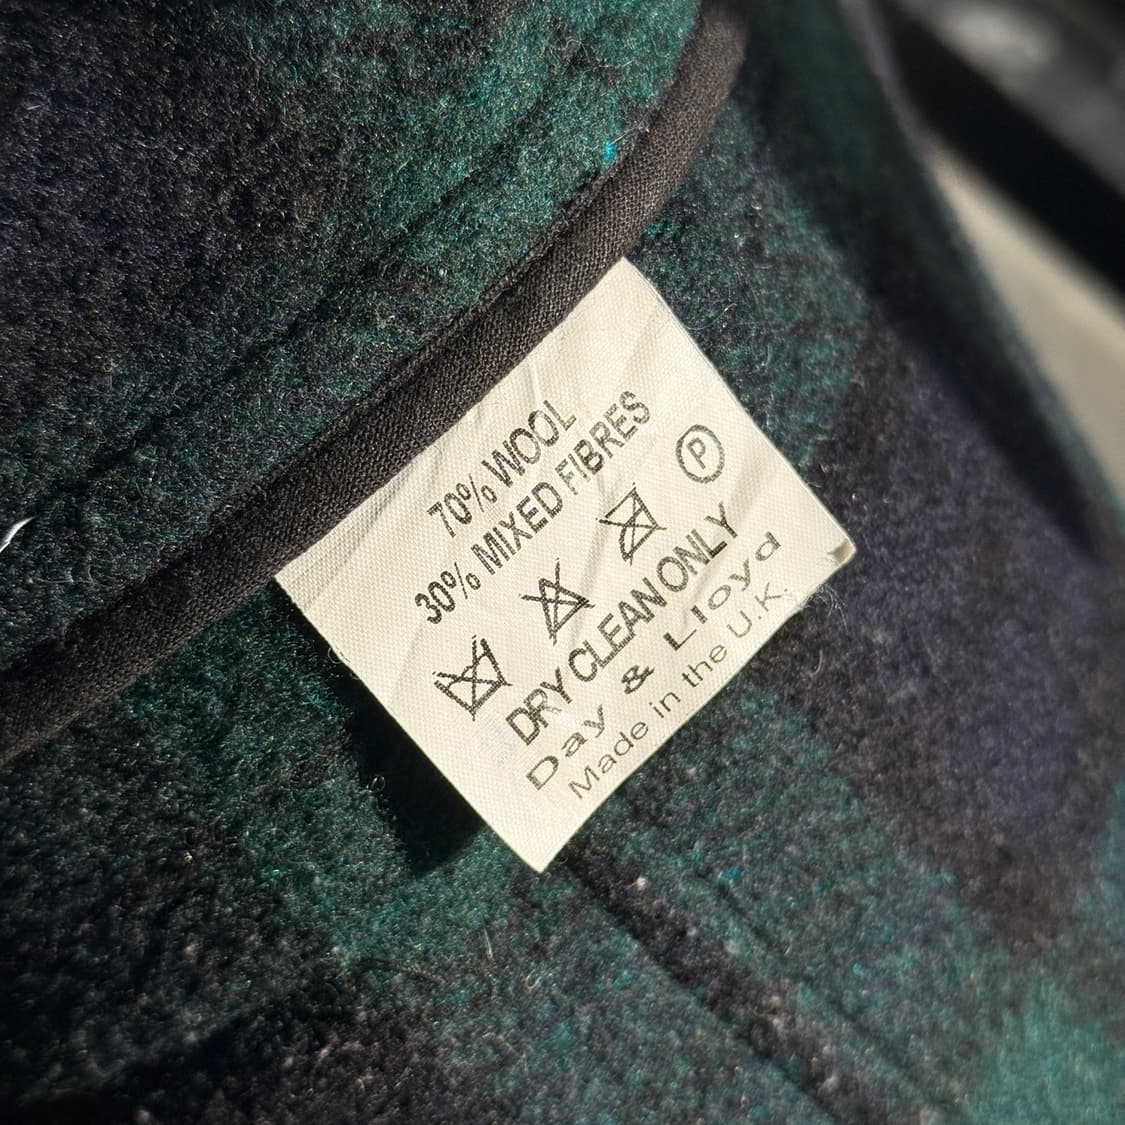 70% WOOL
30% MIXED FIBRES
P
DRY CLEAN ONLY
Day & Lloyd
Made in the U.K.